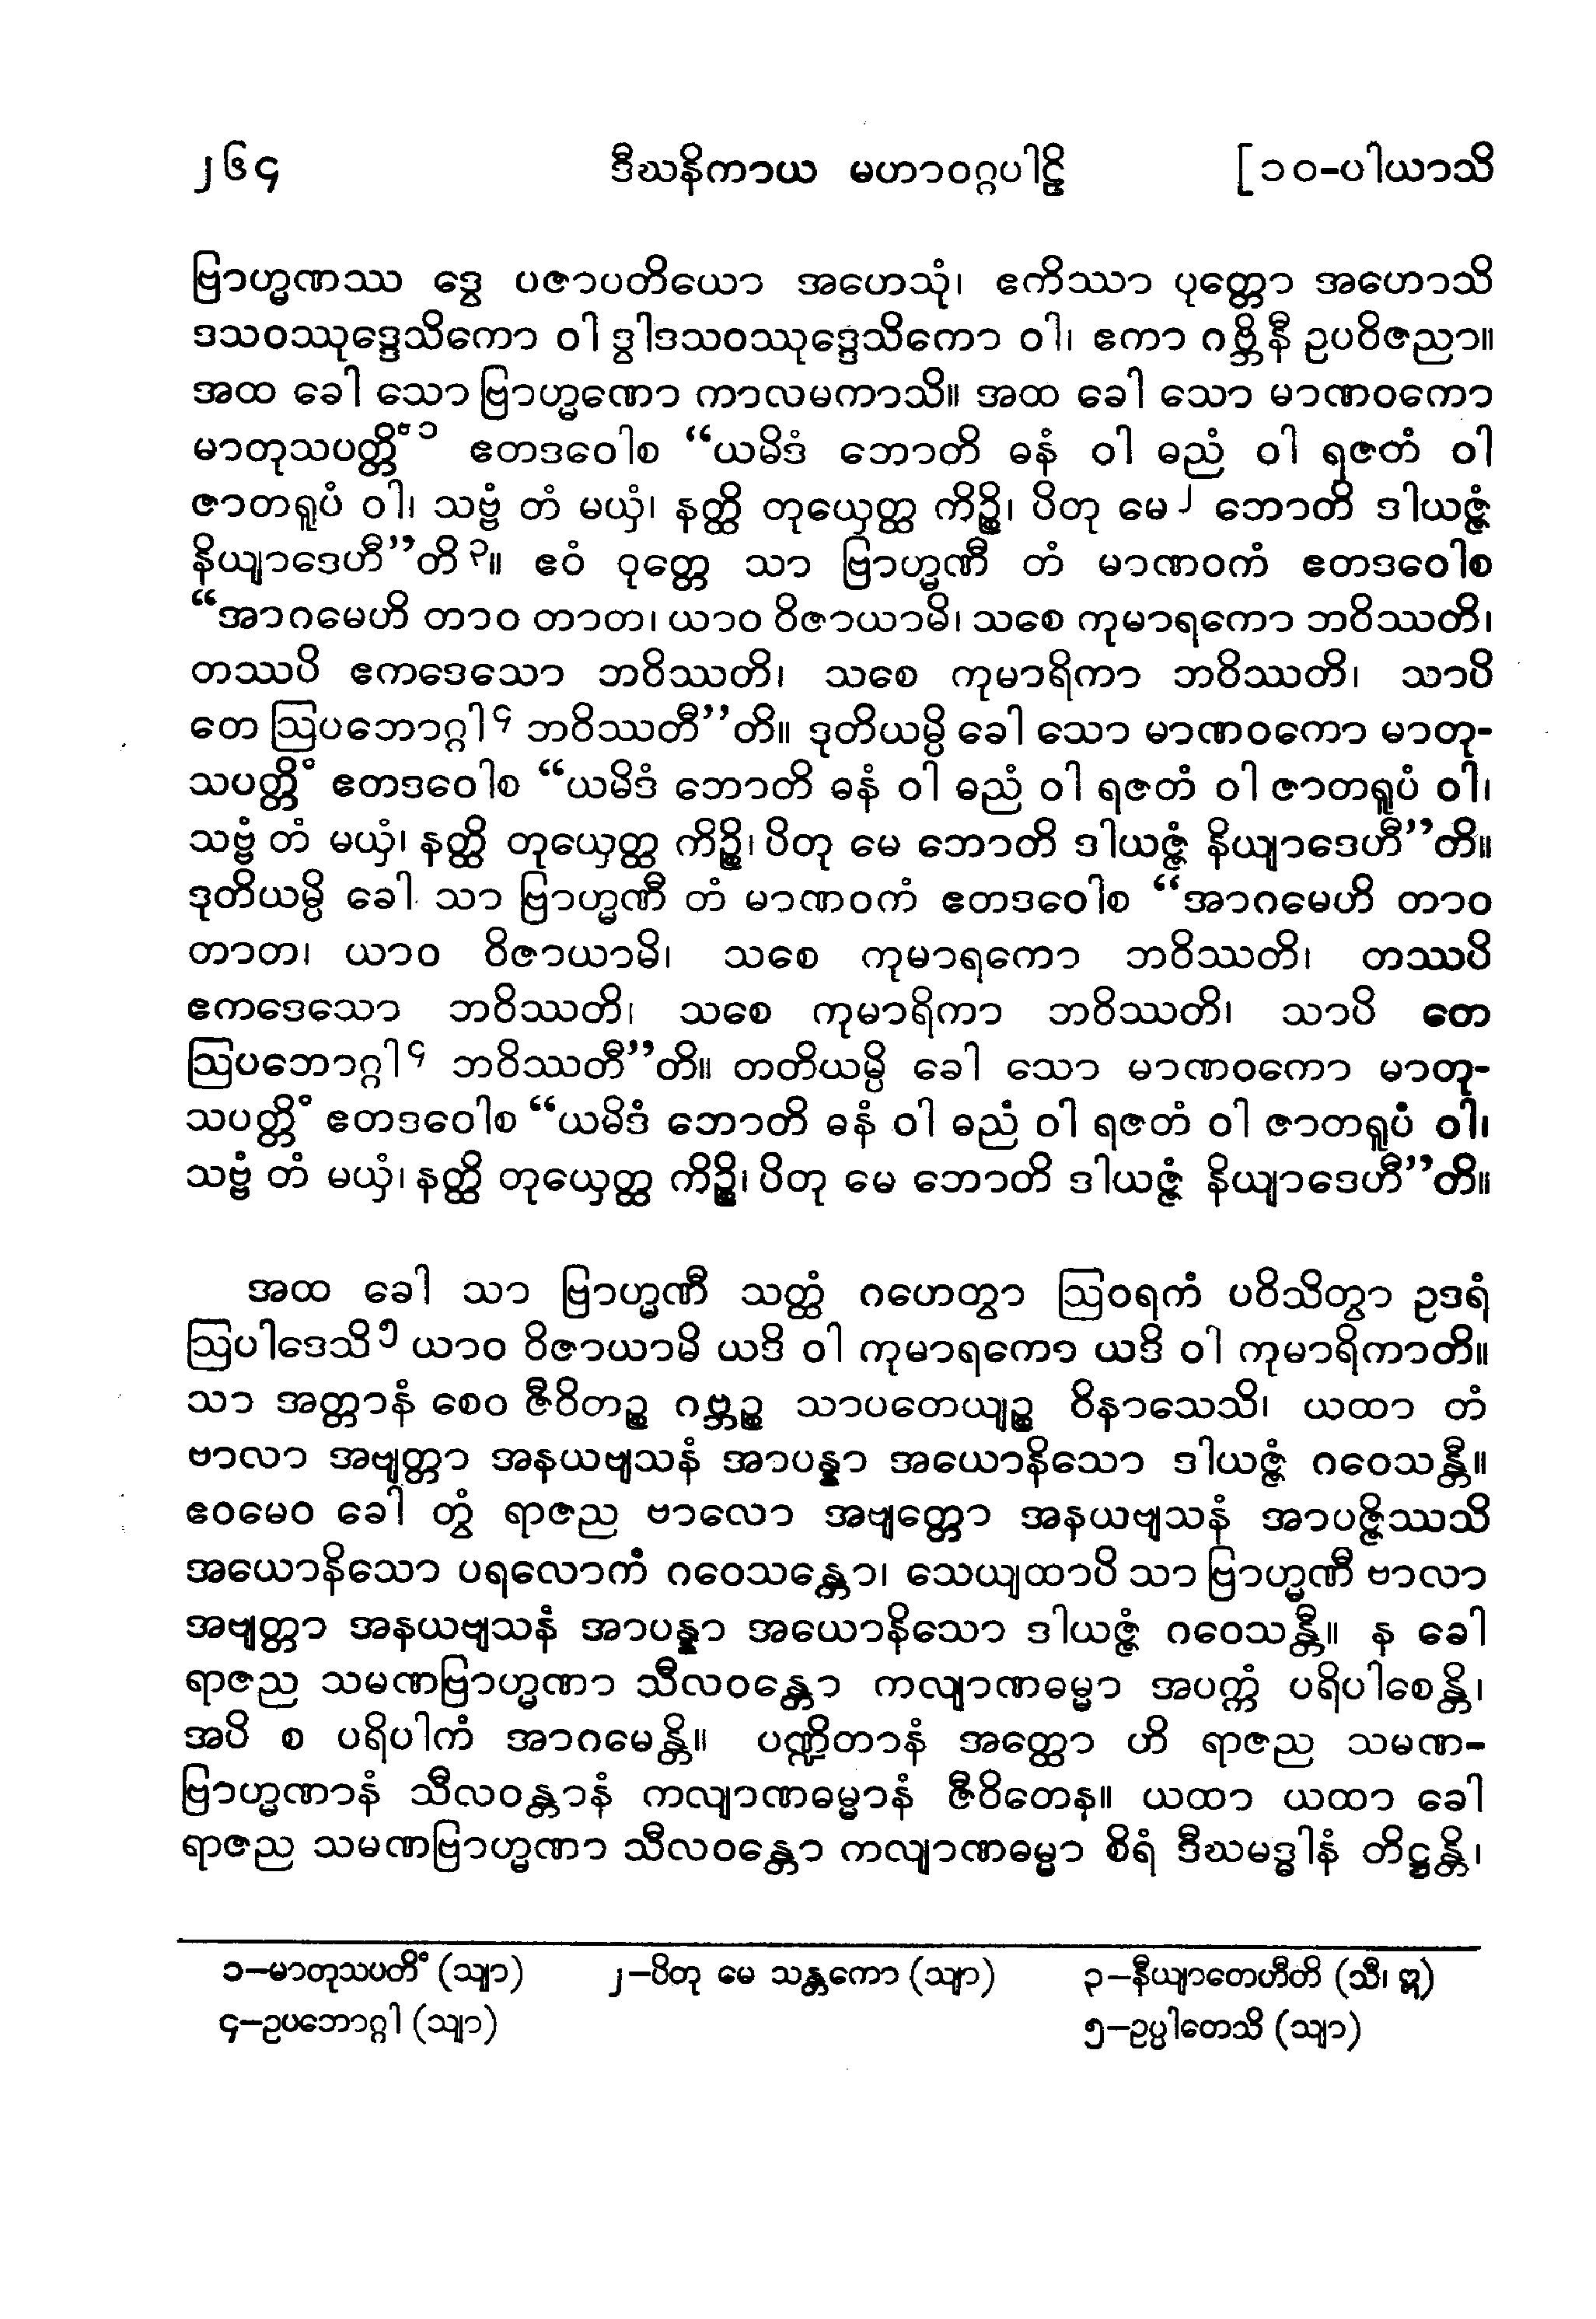 ၂၆၄ ဒီဃနိကာယ မဟာဝဂ္ဂပါဠိ [၁၀-ပါယာသိ
ဗြာဟ္မဏဿ ဒွေ ပဇာပတိယော အဟေသုံ၊ ဧကိဿာ ပုတ္တော အဟောသိ
ဒသဝဿုဒ္ဒေသိကော ဝါ ဒွါဒသဝဿုဒ္ဒေသိကော ဝါ၊ ဧကာ ဂဗ္ဘိနီ ဥပဝိဇညာ။
အထ ခေါ သော ဗြာဟ္မဏော ကာလမကာသိ။ အထ ခေါ သော မာဏဝကော
မာတုသပတ္တိံ ၁ ဧတဒဝေါစ “ယမိဒံ ဘောတိ ဓနံ ဝါ ဓညံ ဝါ ရဇတံ ဝါ
ဇာတရူပံ ဝါ၊ သဗ္ဗံ တံ မယှံ၊ နတ္ထိ တုယှေတ္ထ ကိဉ္စိ၊ ပိတု မေ၂ ဘောတိ ဒါယဇ္ဇံ
နိယျာဒေဟီ”တိ၃။ ဧဝံ ဝုတ္တေ သာ ဗြာဟ္မဏီ တံ မာဏဝကံ ဧတဒဝေါစ
“အာဂမေဟိ တာဝ တာတ၊ ယာဝ ဝိဇာယာမိ၊ သစေ ကုမာရကော ဘဝိဿတိ၊
တဿပိ ဧကဒေသော ဘဝိဿတိ၊ သစေ ကုမာရိကာ ဘဝိဿတိ၊ သာပိ
တေ ဩပဘောဂ္ဂါ၄ ဘဝိဿတီ”တိ။ ဒုတိယမ္ပိ ခေါ သော မာဏဝကော မာတု-
သပတ္တိံ ဧတဒဝေါစ “ယမိဒံ ဘောတိ ဓနံ ဝါ ဓညံ ဝါ ရဇတံ ဝါ ဇာတရူပံ ဝါ၊
သဗ္ဗံ တံ မယှံ၊ နတ္ထိ တုယှေတ္ထ ကိဉ္စိ၊ ပိတု မေ ဘောတိ ဒါယဇ္ဇံ နိယျာဒေဟီ”တိ။
ဒုတိယမ္ပိ ခေါ သာ ဗြာဟ္မဏီ တံ မာဏဝကံ ဧတဒဝေါစ “အာဂမေဟိ တာဝ
တာတ၊ ယာဝ ဝိဇာယာမိ၊ သစေ ကုမာရကော ဘဝိဿတိ၊ တဿပိ
ဧကဒေသော ဘဝိဿတိ၊ သစေ ကုမာရိကာ ဘဝိဿတိ၊ သာပိ တေ
ဩပဘောဂ္ဂါ၄ ဘဝိဿတီ”တိ။ တတိယမ္ပိ ခေါ သော မာဏဝကော မာတု-
သပတ္တိံ ဧတဒဝေါစ “ယမိဒံ ဘောတိ ဓနံ ဝါ ဓညံ ဝါ ရဇတံ ဝါ ဇာတရူပံ ဝါ၊
သဗ္ဗံ တံ မယှံ၊ နတ္ထိ တုယှေတ္ထ ကိဉ္စိ၊ ပိတု မေ ဘောတိ ဒါယဇ္ဇံ နိယျာဒေဟီ”တိ။
အထ ခေါ သာ ဗြာဟ္မဏီ သတ္ထံ ဂဟေတွာ ဩဝရကံ ပဝိသိတွာ ဥဒရံ
ဩပါဒေသိ၅ ယာဝ ဝိဇာယာမိ ယဒိ ဝါ ကုမာရကော ယဒိ ဝါ ကုမာရိကာတိ။
သာ အတ္တာနံ စေဝ ဇီဝိတဉ္စ ဂဗ္ဘဉ္စ သာပတေယျဉ္စ ဝိနာသေသိ၊ ယထာ တံ
ဗာလာ အဗျတ္တာ အနယဗျသနံ အာပန္နာ အယောနိသော ဒါယဇ္ဇံ ဂဝေသန္တီ။
ဧဝမေဝ ခေါ တွံ ရာဇည ဗာလော အဗျတ္တော အနယဗျသနံ အာပဇ္ဇိဿသိ
အယောနိသော ပရလောကံ ဂဝေသန္တော၊ သေယျထာပိ သာ ဗြာဟ္မဏီ ဗာလာ
အဗျတ္တာ အနယဗျသနံ အာပန္နာ အယောနိသော ဒါယဇ္ဇံ ဂဝေသန္တီ။ န ခေါ
ရာဇည သမဏဗြာဟ္မဏာ သီလဝန္တော ကလျာဏဓမ္မာ အပက္ကံ ပရိပါစေန္တိ၊
အပိ စ ပရိပါကံ အာဂမေန္တိ။ ပဏ္ဍိတာနံ အတ္ထော ဟိ ရာဇည သမဏ-
ဗြာဟ္မဏာနံ သီလဝန္တာနံ ကလျာဏဓမ္မာနံ ဇီဝိတေန။ ယထာ ယထာ ခေါ
ရာဇည သမဏဗြာဟ္မဏာ သီလဝန္တော ကလျာဏဓမ္မာ စိရံ ဒီဃမဒ္ဓါနံ တိဋ္ဌန္တိ၊
၁-မာတုသပတိံ (သျာ) ၂-ပိတု မေ သန္တကော (သျာ) ၃-နီယျာတေဟီတိ (သီ၊ ဣ)
၄-ဥပဘောဂ္ဂါ (သျာ) ၅-ဥပ္ပါတေသိ (သျာ)